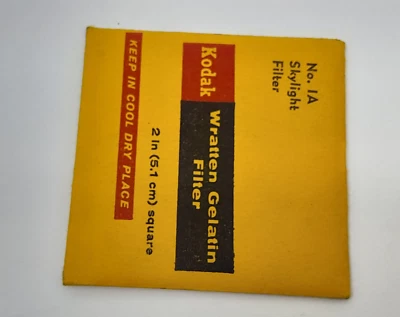 No. 1A
Skylight
Filter
Kodak
Wratten Gelatin
Filter
2 in (5.1 cm) square
KEEP IN COOL DRY PLACE